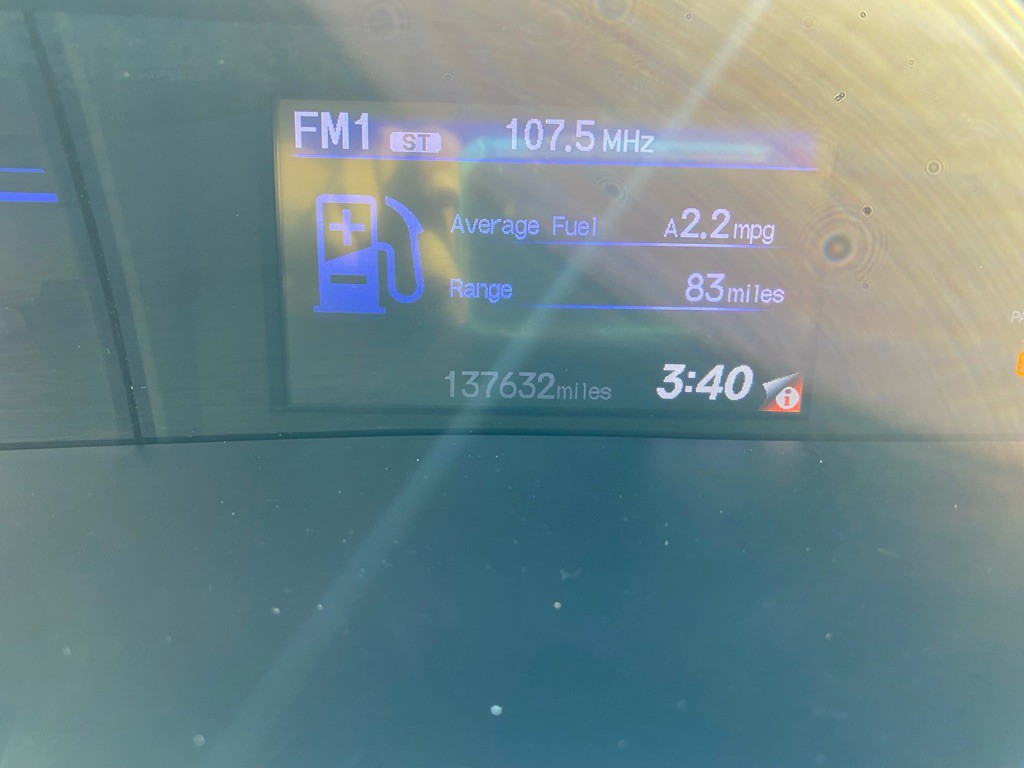 FM1 ST 107.5 MHz
Average Fuel A2.2 mpg
Range 83 miles
137632 miles 3:40 i